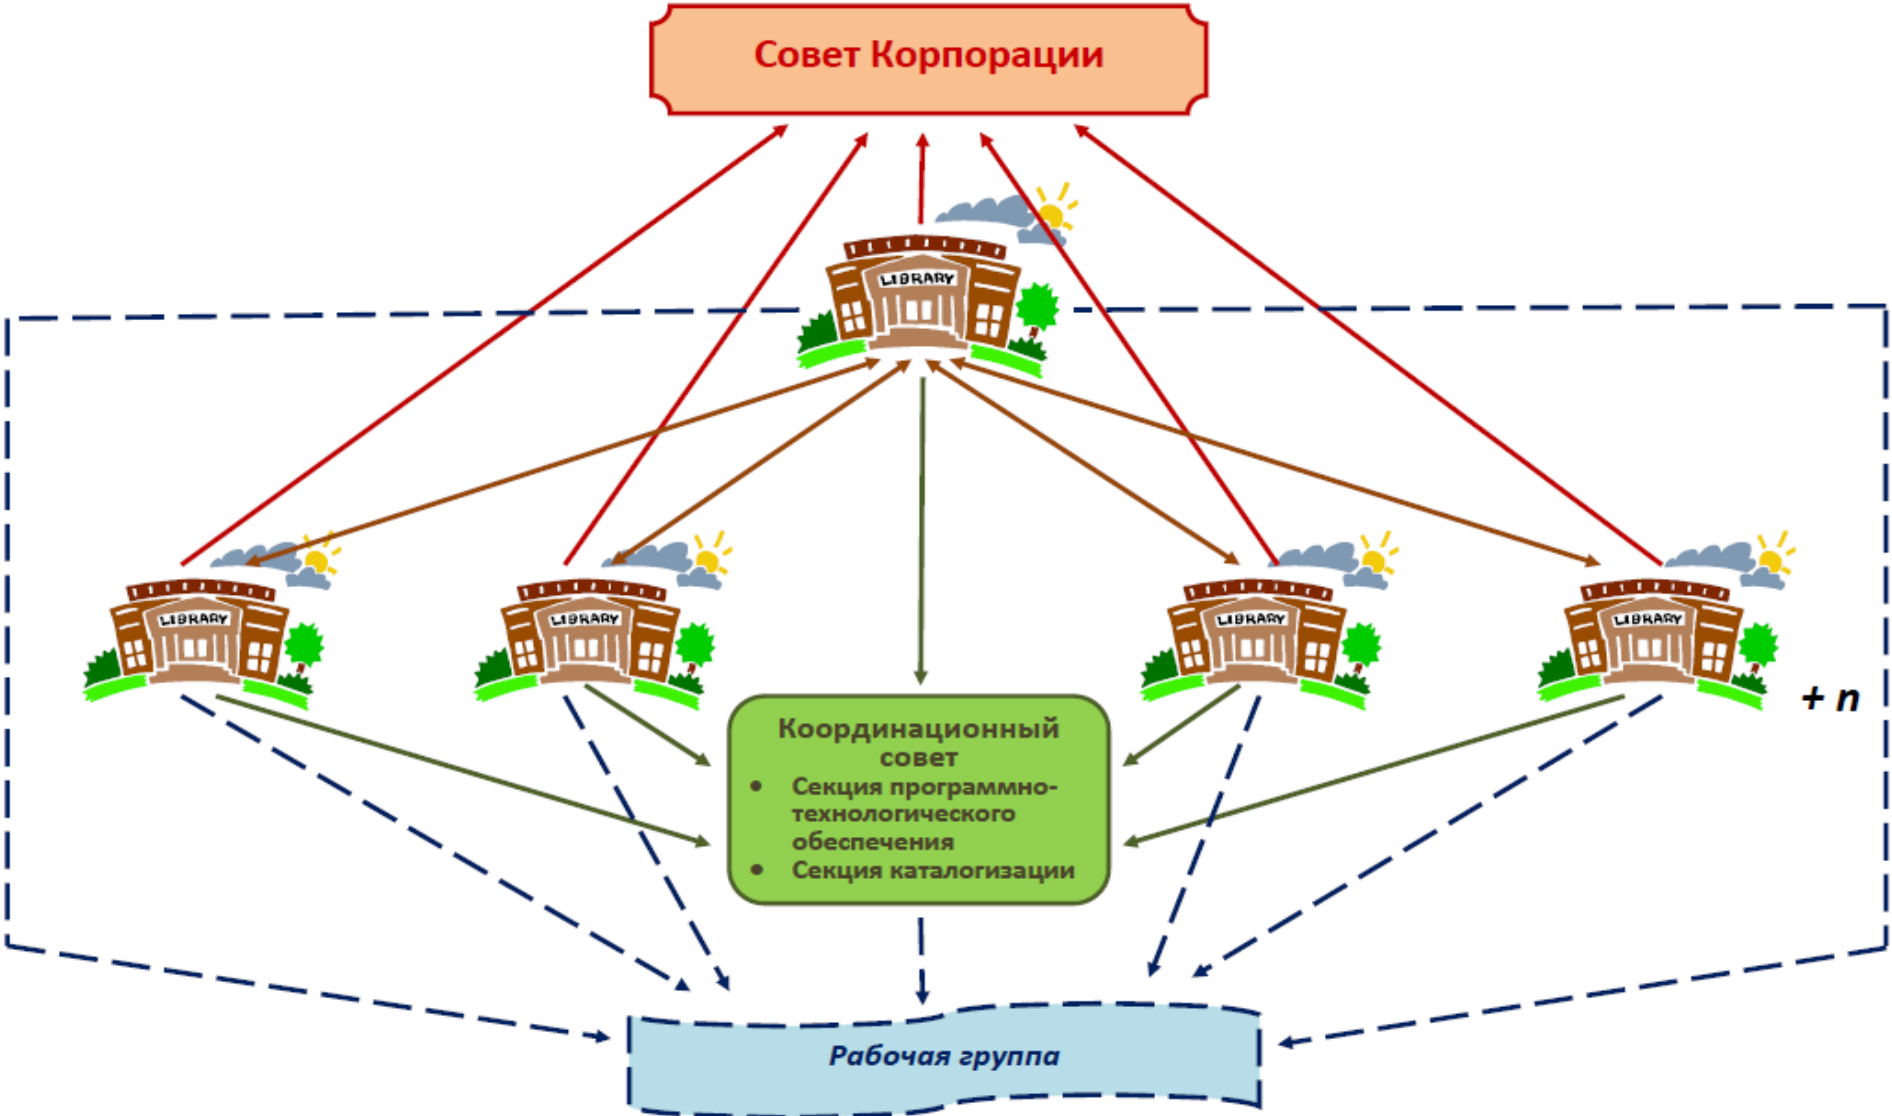 Совет Корпорации
LIBRARY
LIBRARY
LIBRARY
LIBRARY
LIBRARY
+ n
Координационный
совет
• Секция программно-
технологического
обеспечения
• Секция каталогизации
Рабочая группа